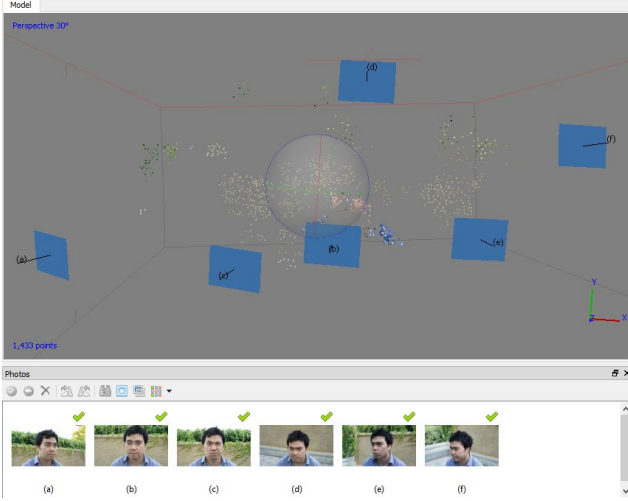 Model
Perspective 30°
(d)
(f)
(e)
(b)
(a)
(c)
Y
X
Z
1,433 points
Photos
(a) (b) (c) (d) (e) (f)